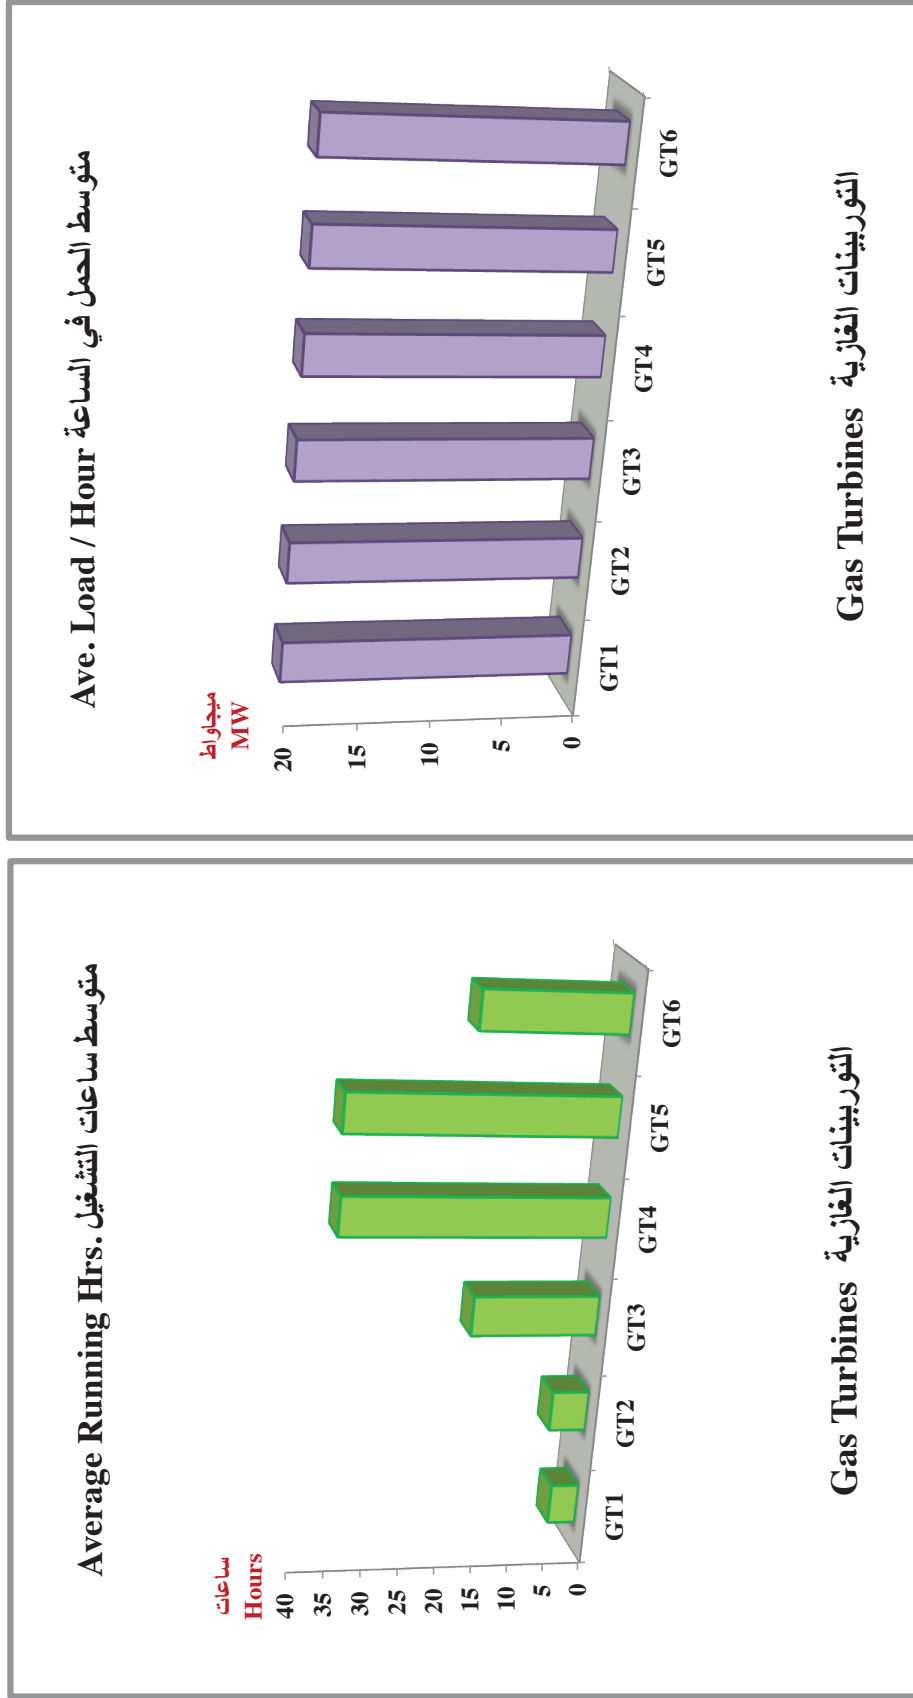 Average Running Hrs. متوسط ساعات التشغيل
ساعات
Hours
40
35
30
25
20
15
10
5
0
GT1
GT2
GT3
GT4
GT5
GT6
Gas Turbines التوربينات الغازية
Ave. Load / Hour متوسط الحمل في الساعة
ميجاواط
MW
20
15
10
5
0
GT1
GT2
GT3
GT4
GT5
GT6
Gas Turbines التوربينات الغازية